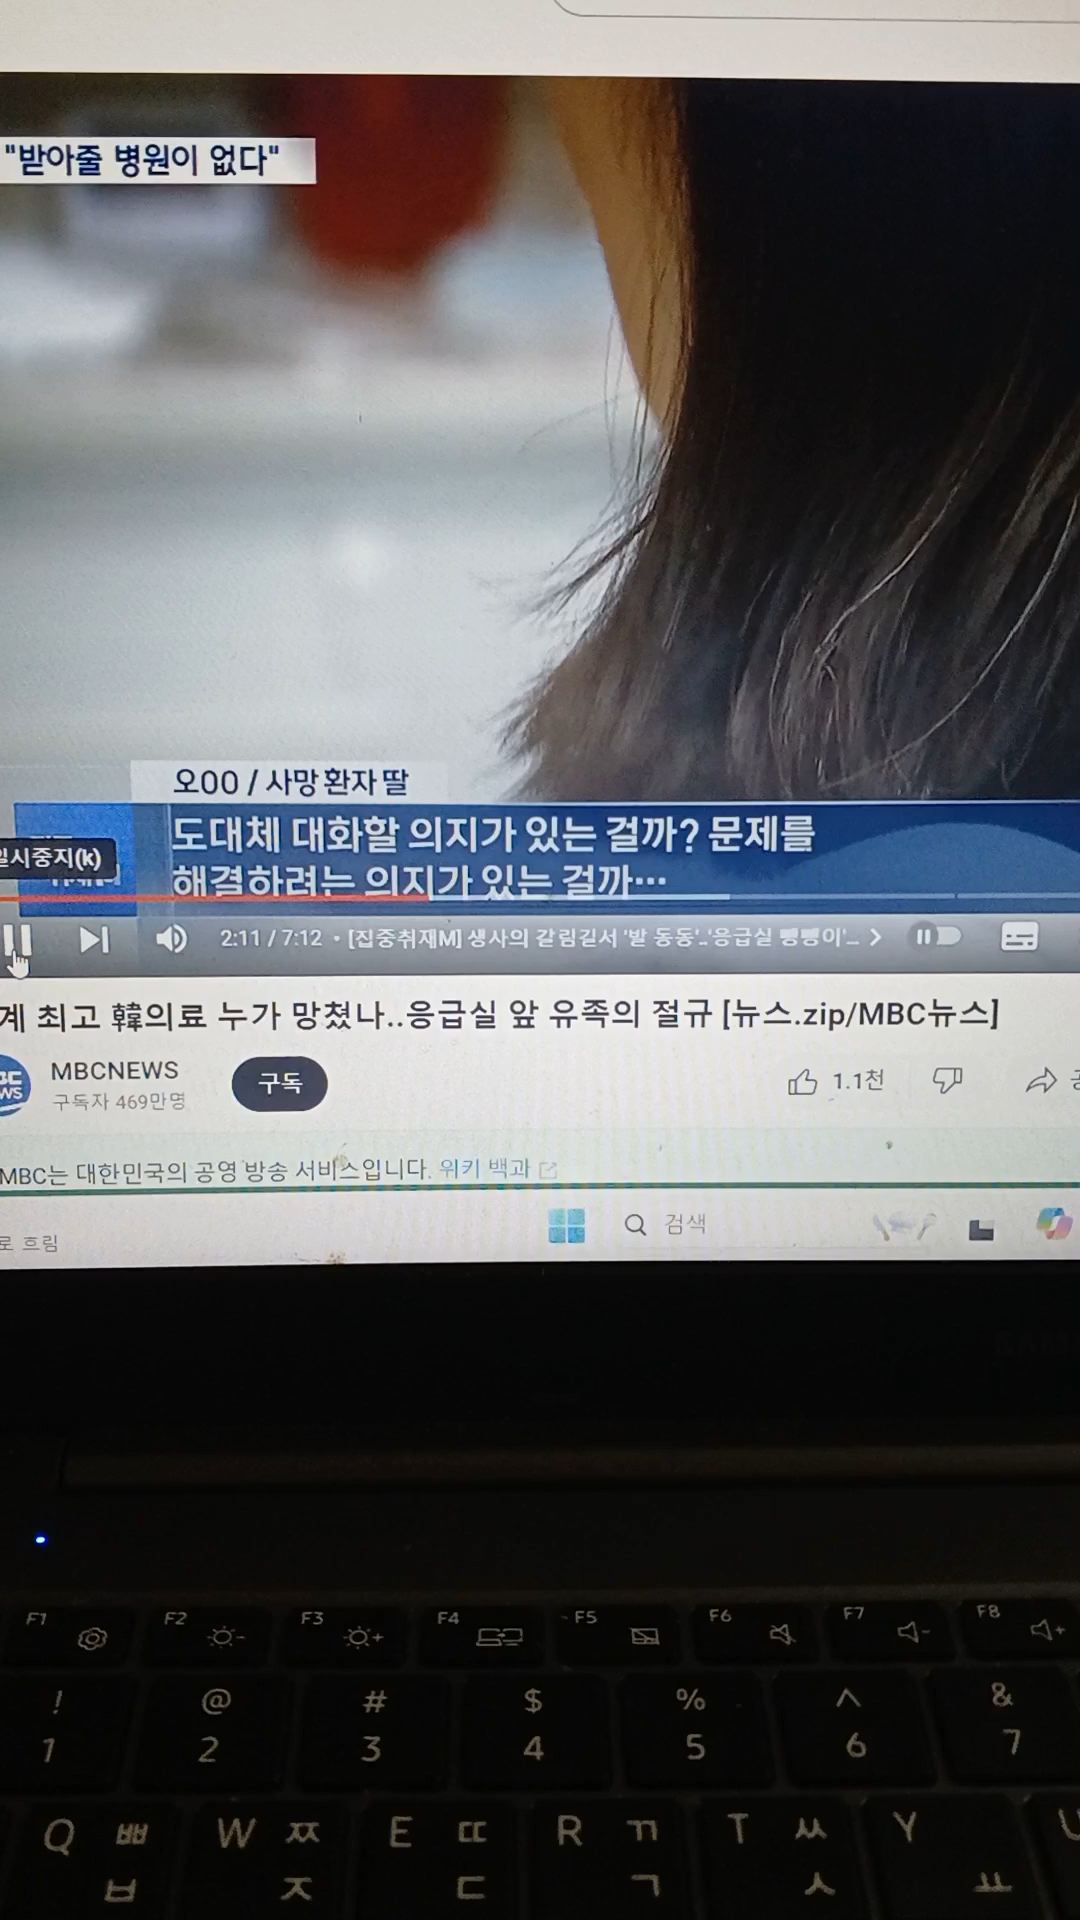 "받아줄 병원이 없다"
오OO / 사망 환자 딸
도대체 대화할 의지가 있는 걸까? 문제를
일시중지(k)
해결하려는 의지가 있는 걸까…
2:11 / 7:12 • [집중취재M] 생사의 갈림길서 '발 동동'..'응급실 뺑뺑이'...
계 최고 韓의료 누가 망쳤나..응급실 앞 유족의 절규 [뉴스.zip/MBC뉴스]
MBCNEWS
구독자 469만명
구독
1.1천
MBC는 대한민국의 공영 방송 서비스입니다. 위키 백과
로 흐림
검색
F1 F2 F3 F4 F5 F6 F7 F8
! @ # $ % ^ &
1 2 3 4 5 6 7
Q ㅃ W ㅉ E ㄸ R ㄲ T ㅆ Y
ㅂ ㅈ ㄷ ㄱ ㅅ ㅛ